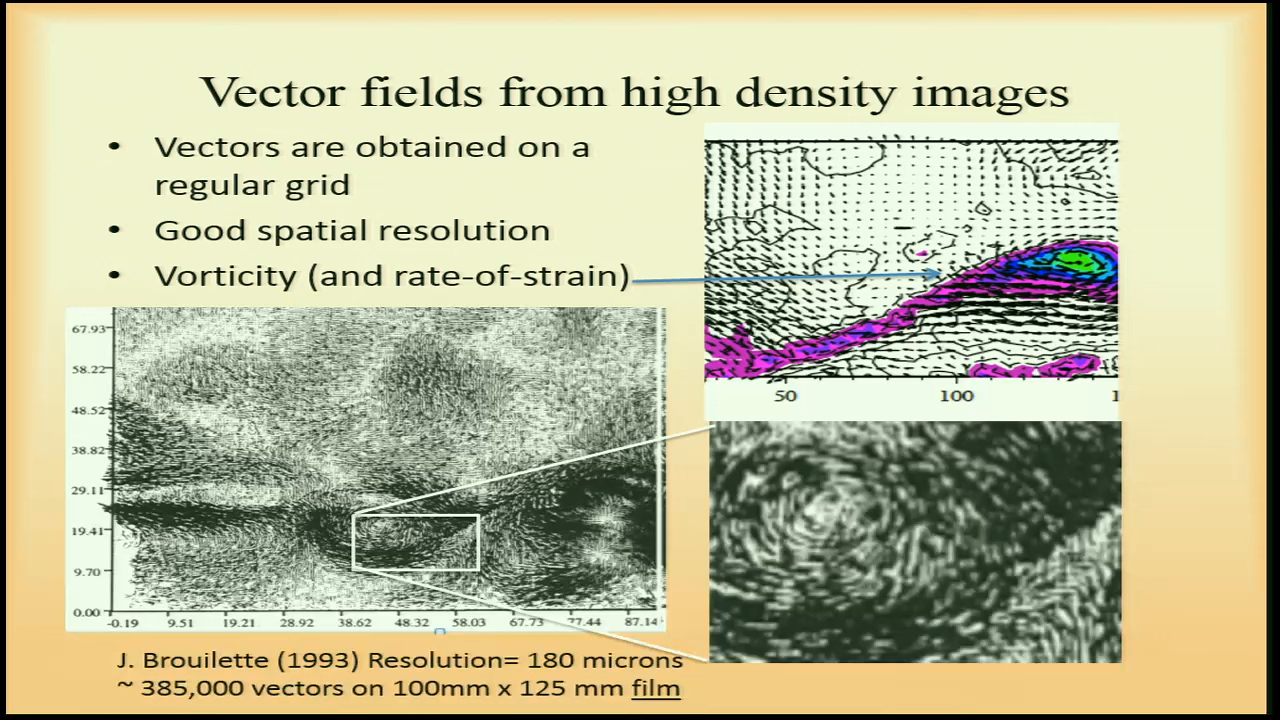 Vector fields from high density images
• Vectors are obtained on a
regular grid
• Good spatial resolution
• Vorticity (and rate-of-strain)
50 100 1
67.93
58.22
48.52
38.82
29.11
19.41
9.70
0.00
-0.19 9.51 19.21 28.92 38.62 48.32 58.03 67.73 77.44 87.14
J. Brouilette (1993) Resolution= 180 microns
~ 385,000 vectors on 100mm x 125 mm film